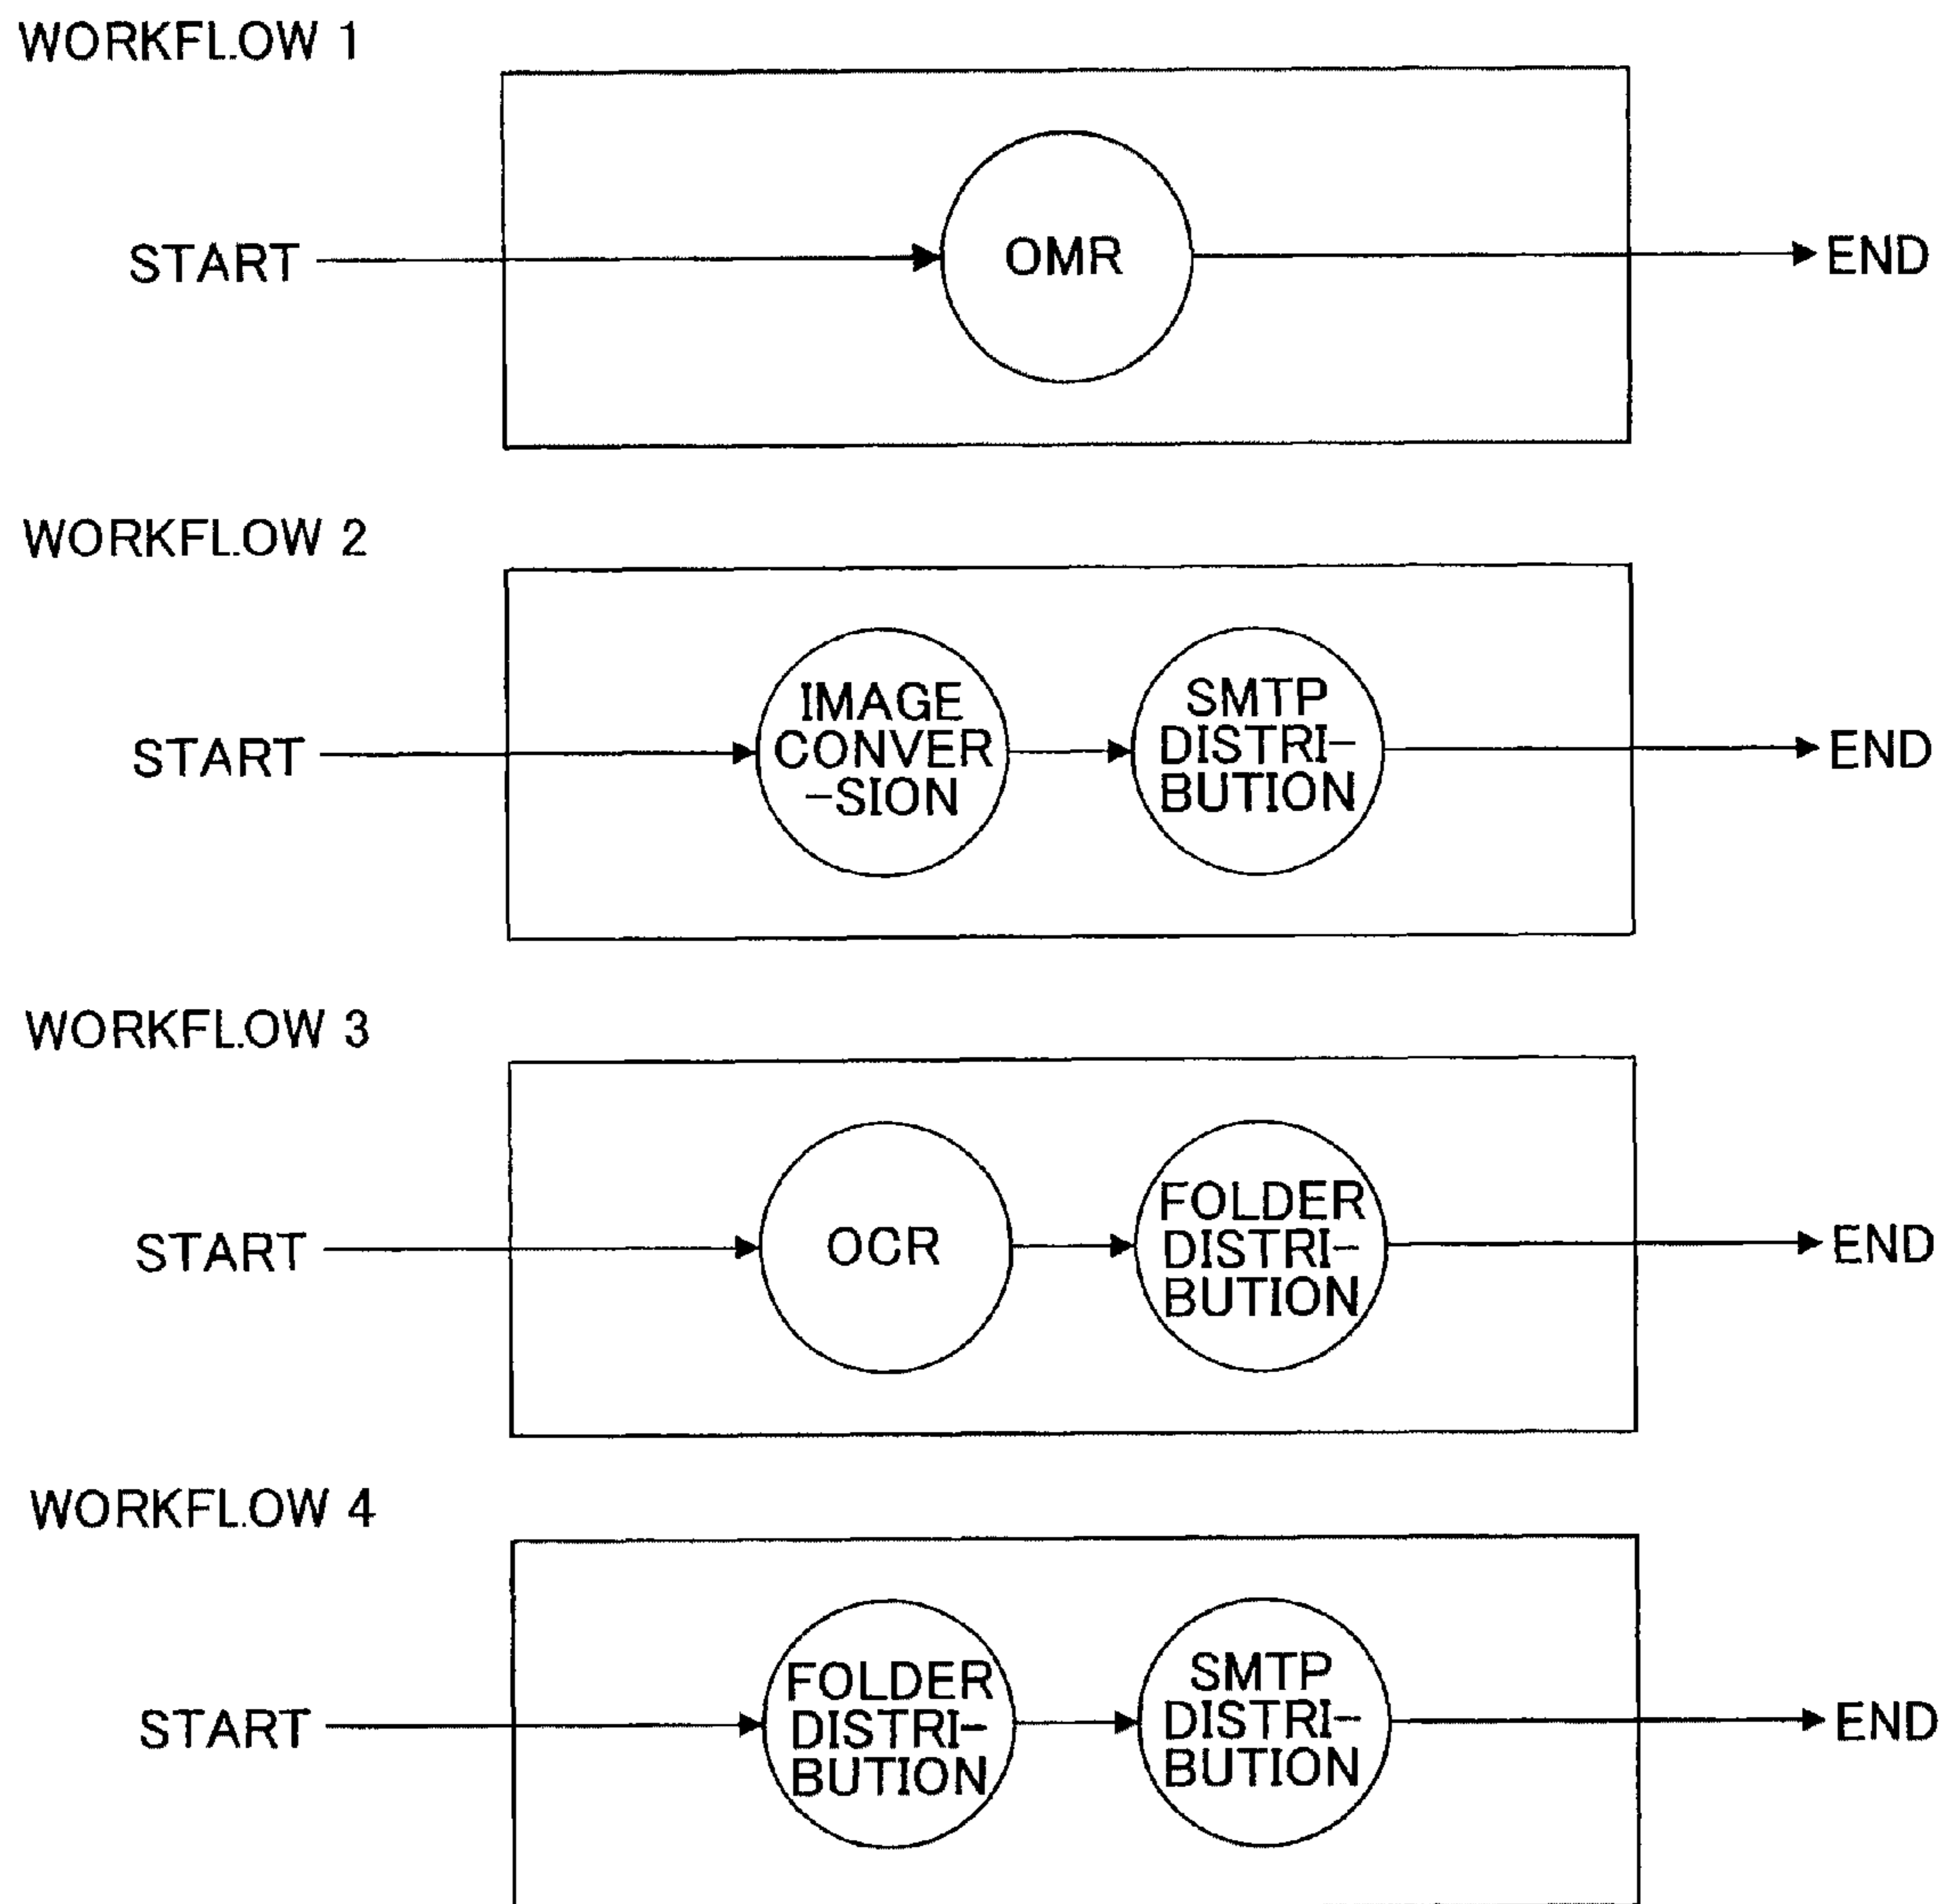 WORKFLOW 1
START
OMR
END
WORKFLOW 2
START
IMAGE
CONVER
-SION
SMTP
DISTRI-
BUTION
END
WORKFLOW 3
START
OCR
FOLDER
DISTRI-
BUTION
END
WORKFLOW 4
START
FOLDER
DISTRI-
BUTION
SMTP
DISTRI-
BUTION
END